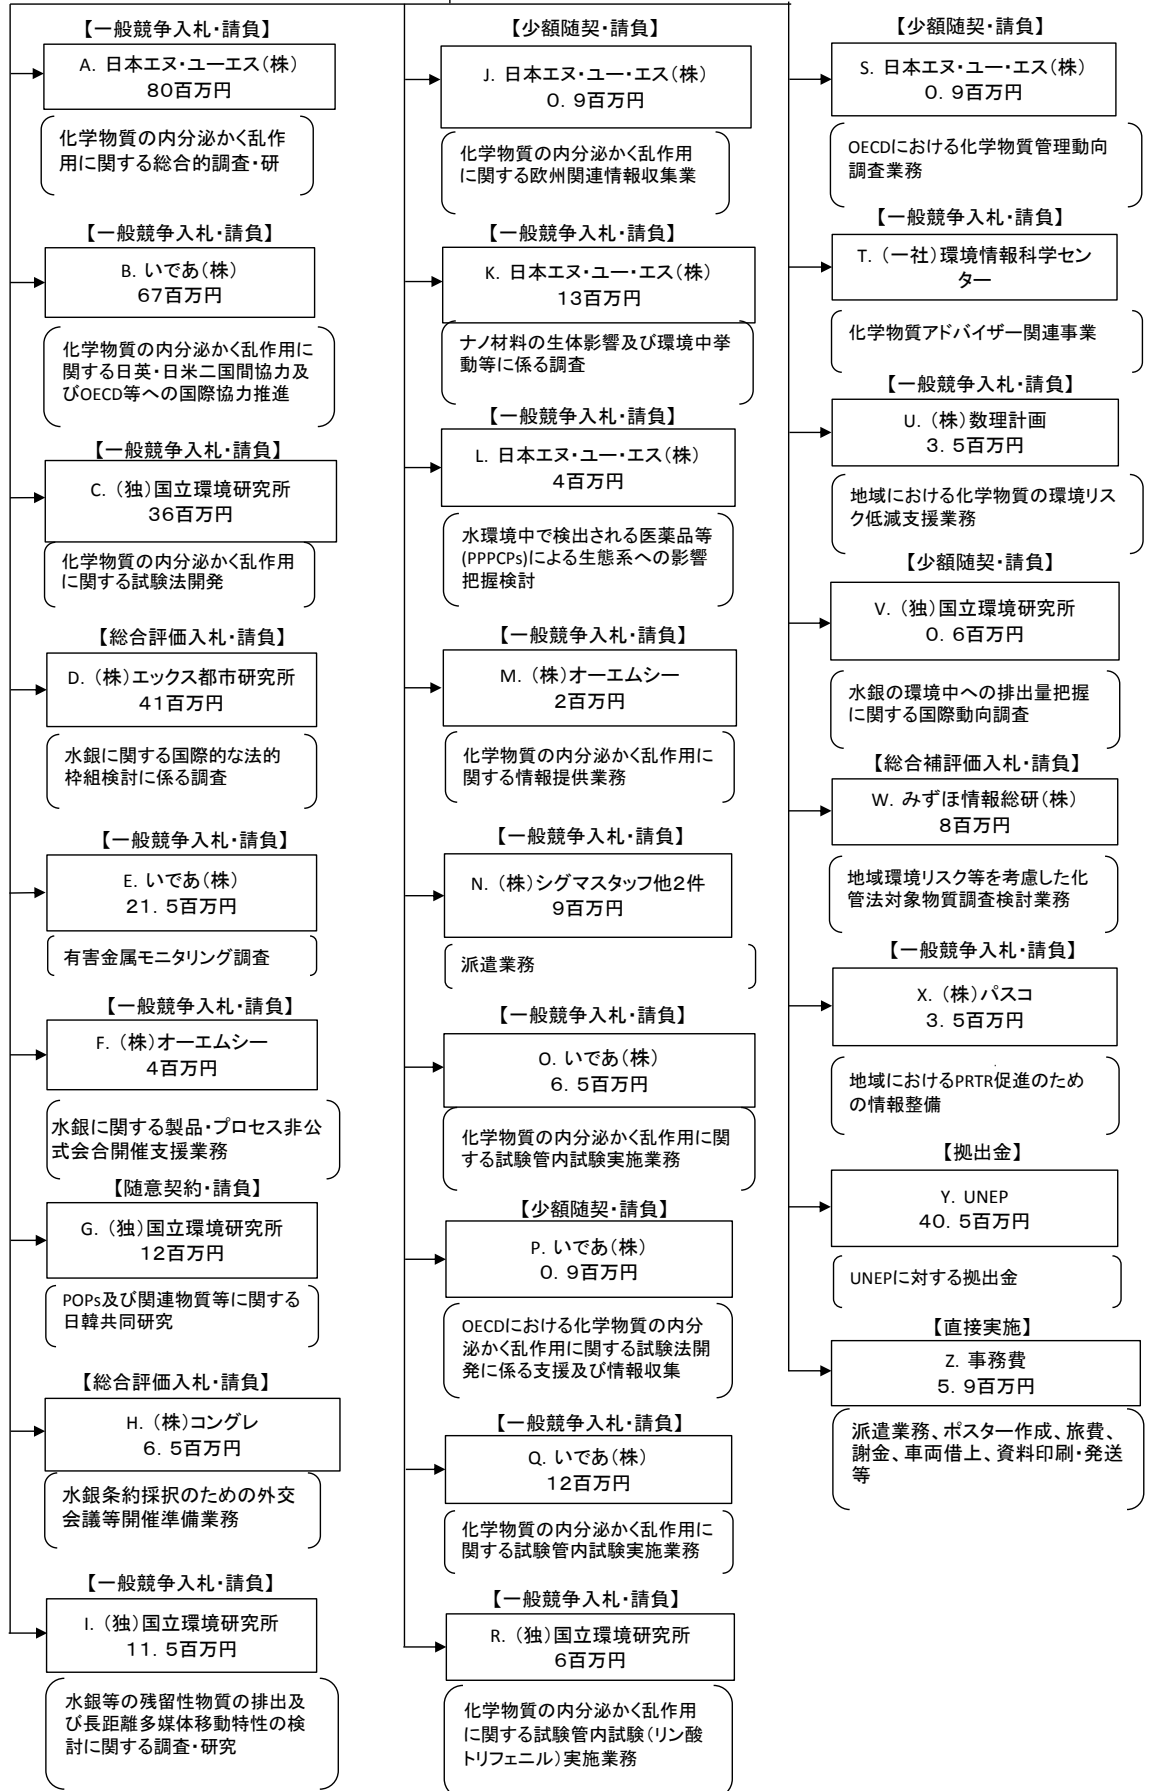 【一般競争入札・請負】
A. 日本エヌ・ユーエス（株）
80百万円
化学物質の内分泌かく乱作
用に関する総合的調査・研
【一般競争入札・請負】
B. いであ（株）
67百万円
化学物質の内分泌かく乱作用に
関する日英・日米二国間協力及
びOECD等への国際協力推進
【一般競争入札・請負】
C. （独）国立環境研究所
36百万円
化学物質の内分泌かく乱作用
に関する試験法開発
【総合評価入札・請負】
D. （株）エックス都市研究所
41百万円
水銀に関する国際的な法的
枠組検討に係る調査
【一般競争入札・請負】
E. いであ（株）
21．5百万円
有害金属モニタリング調査
【一般競争入札・請負】
F. （株）オーエムシー
4百万円
水銀に関する製品・プロセス非公
式会合開催支援業務
【随意契約・請負】
G. （独）国立環境研究所
12百万円
POPs及び関連物質等に関する
日韓共同研究
【総合評価入札・請負】
H. （株）コングレ
6．5百万円
水銀条約採択のための外交
会議等開催準備業務
【一般競争入札・請負】
I. （独）国立環境研究所
11．5百万円
水銀等の残留性物質の排出及
び長距離多媒体移動特性の検
討に関する調査・研究
【少額随契・請負】
J. 日本エヌ・ユー・エス（株）
0．9百万円
化学物質の内分泌かく乱作用
に関する欧州関連情報収集業
【一般競争入札・請負】
K. 日本エヌ・ユー・エス（株）
13百万円
ナノ材料の生体影響及び環境中挙
動等に係る調査
【一般競争入札・請負】
L. 日本エヌ・ユー・エス（株）
4百万円
水環境中で検出される医薬品等
(PPPCPs)による生態系への影響
把握検討
【一般競争入札・請負】
M. （株）オーエムシー
2百万円
化学物質の内分泌かく乱作用に
関する情報提供業務
【一般競争入札・請負】
N. （株）シグマスタッフ他2件
9百万円
派遣業務
【一般競争入札・請負】
O. いであ（株）
6．5百万円
化学物質の内分泌かく乱作用に関
する試験管内試験実施業務
【少額随契・請負】
P. いであ（株）
0．9百万円
OECDにおける化学物質の内分
泌かく乱作用に関する試験法開
発に係る支援及び情報収集
【一般競争入札・請負】
Q. いであ（株）
12百万円
化学物質の内分泌かく乱作用に
関する試験管内試験実施業務
【一般競争入札・請負】
R. （独）国立環境研究所
6百万円
化学物質の内分泌かく乱作用
に関する試験管内試験（リン酸
トリフェニル）実施業務
【少額随契・請負】
S. 日本エヌ・ユー・エス（株）
0．9百万円
OECDにおける化学物質管理動向
調査業務
【一般競争入札・請負】
T. （一社）環境情報科学セン
ター
化学物質アドバイザー関連事業
【一般競争入札・請負】
U. （株）数理計画
3．5百万円
地域における化学物質の環境リス
ク低減支援業務
【少額随契・請負】
V. （独）国立環境研究所
0．6百万円
水銀の環境中への排出量把握
に関する国際動向調査
【総合補評価入札・請負】
W. みずほ情報総研（株）
8百万円
地域環境リスク等を考慮した化
管法対象物質調査検討業務
【一般競争入札・請負】
X. （株）パスコ
3．5百万円
地域におけるPRTR促進のため
の情報整備
【拠出金】
Y. UNEP
40．5百万円
UNEPに対する拠出金
【直接実施】
Z. 事務費
5．9百万円
派遣業務、ポスター作成、旅費、
謝金、車両借上、資料印刷・発送
等